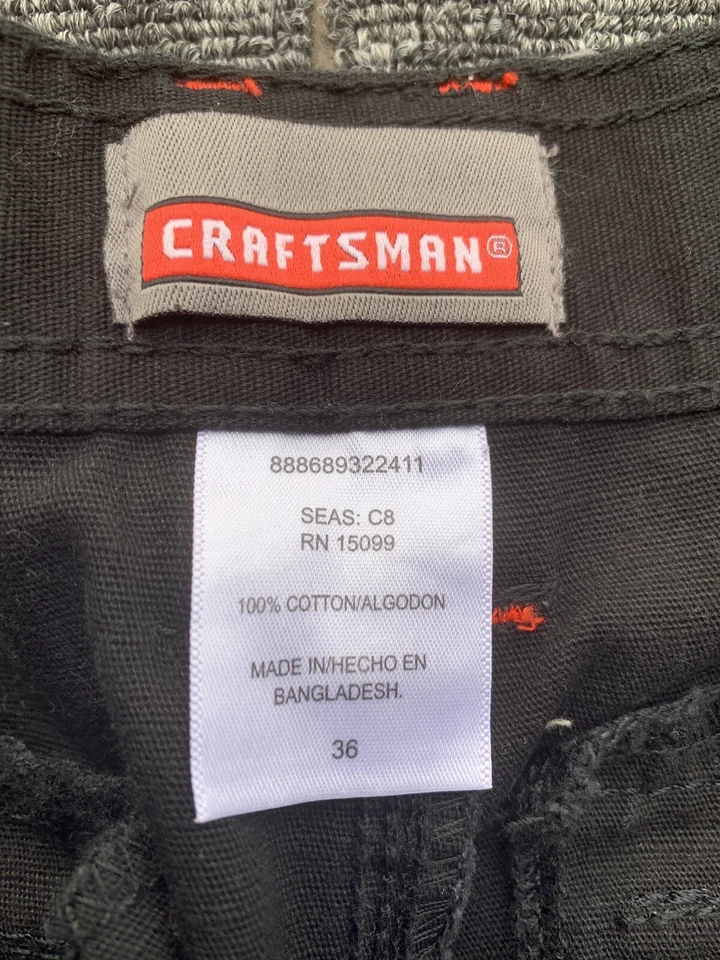 CRAFTSMAN®
888689322411
SEAS: C8
RN 15099
100% COTTON/ALGODON
MADE IN/HECHO EN
BANGLADESH.
36